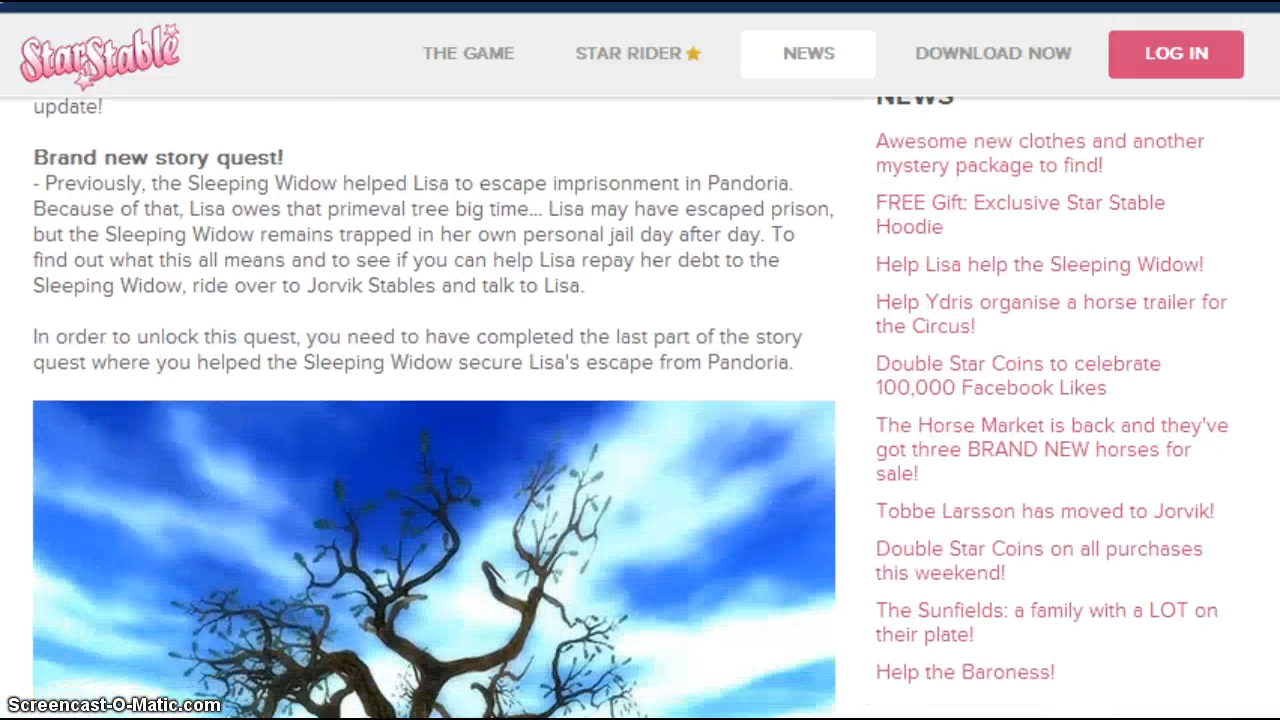 StarStable
THE GAME
STAR RIDER
NEWS
DOWNLOAD NOW
LOG IN
update!
Brand new story quest!
- Previously, the Sleeping Widow helped Lisa to escape imprisonment in Pandoria.
Because of that, Lisa owes that primeval tree big time... Lisa may have escaped prison,
but the Sleeping Widow remains trapped in her own personal jail day after day. To
find out what this all means and to see if you can help Lisa repay her debt to the
Sleeping Widow, ride over to Jorvik Stables and talk to Lisa.
In order to unlock this quest, you need to have completed the last part of the story
quest where you helped the Sleeping Widow secure Lisa's escape from Pandoria.
NEWS
Awesome new clothes and another
mystery package to find!
FREE Gift: Exclusive Star Stable
Hoodie
Help Lisa help the Sleeping Widow!
Help Ydris organise a horse trailer for
the Circus!
Double Star Coins to celebrate
100,000 Facebook Likes
The Horse Market is back and they've
got three BRAND NEW horses for
sale!
Tobbe Larsson has moved to Jorvik!
Double Star Coins on all purchases
this weekend!
The Sunfields: a family with a LOT on
their plate!
Help the Baroness!
Screencast-O-Matic.com